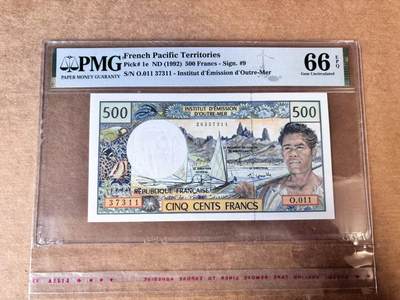 PMG
PAPER MONEY GUARANTY
French Pacific Territories
Pick# 1e ND (1992) 500 Francs - Sign. #9
S/N O.011 37311 - Institut d'Émission d'Outre-Mer
66 EPQ
Gem Uncirculated
500
INSTITUT D'ÉMISSION
D'OUTRE-MER
500
RÉPUBLIQUE FRANÇAISE
37311
CINQ CENTS FRANCS
O.011